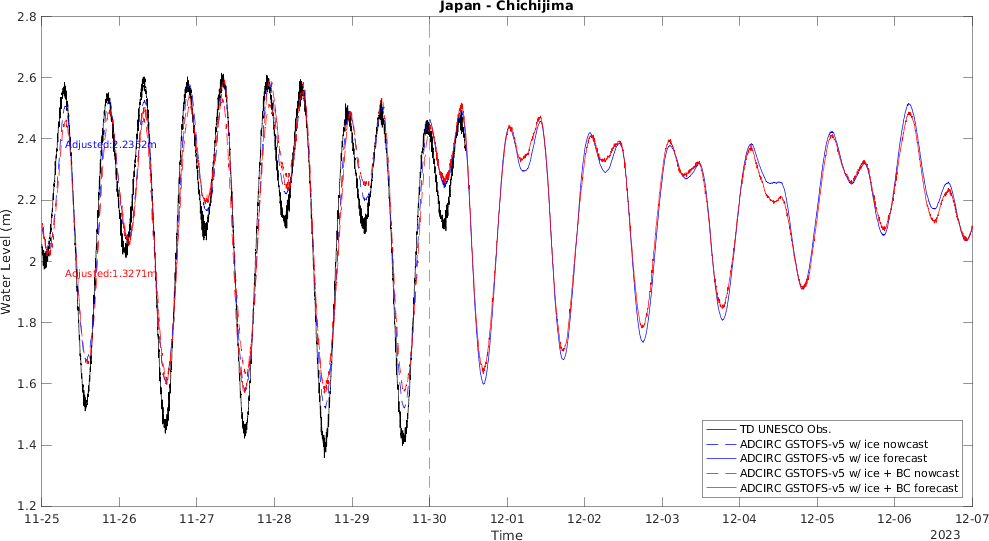 Japan - Chichijima
2.8
2.6
2.4
2.2
2
1.8
1.6
1.4
1.2
Water Level (m)
Adjusted:2.2352m
Adjusted:1.3271m
TD UNESCO Obs.
ADCIRC GSTOFS-v5 w/ ice nowcast
ADCIRC GSTOFS-v5 w/ ice forecast
ADCIRC GSTOFS-v5 w/ ice + BC nowcast
ADCIRC GSTOFS-v5 w/ ice + BC forecast
11-25 11-26 11-27 11-28 11-29 11-30 12-01 12-02 12-03 12-04 12-05 12-06 12-07
Time
2023